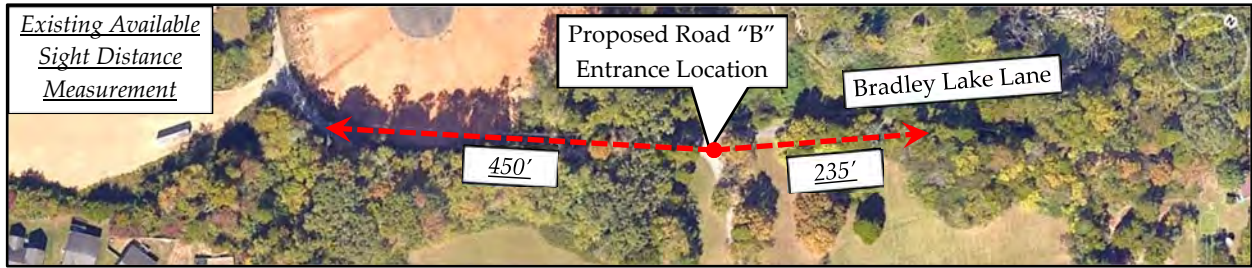 Existing Available
Sight Distance
Measurement
Proposed Road “B”
Entrance Location
Bradley Lake Lane
450’
235’